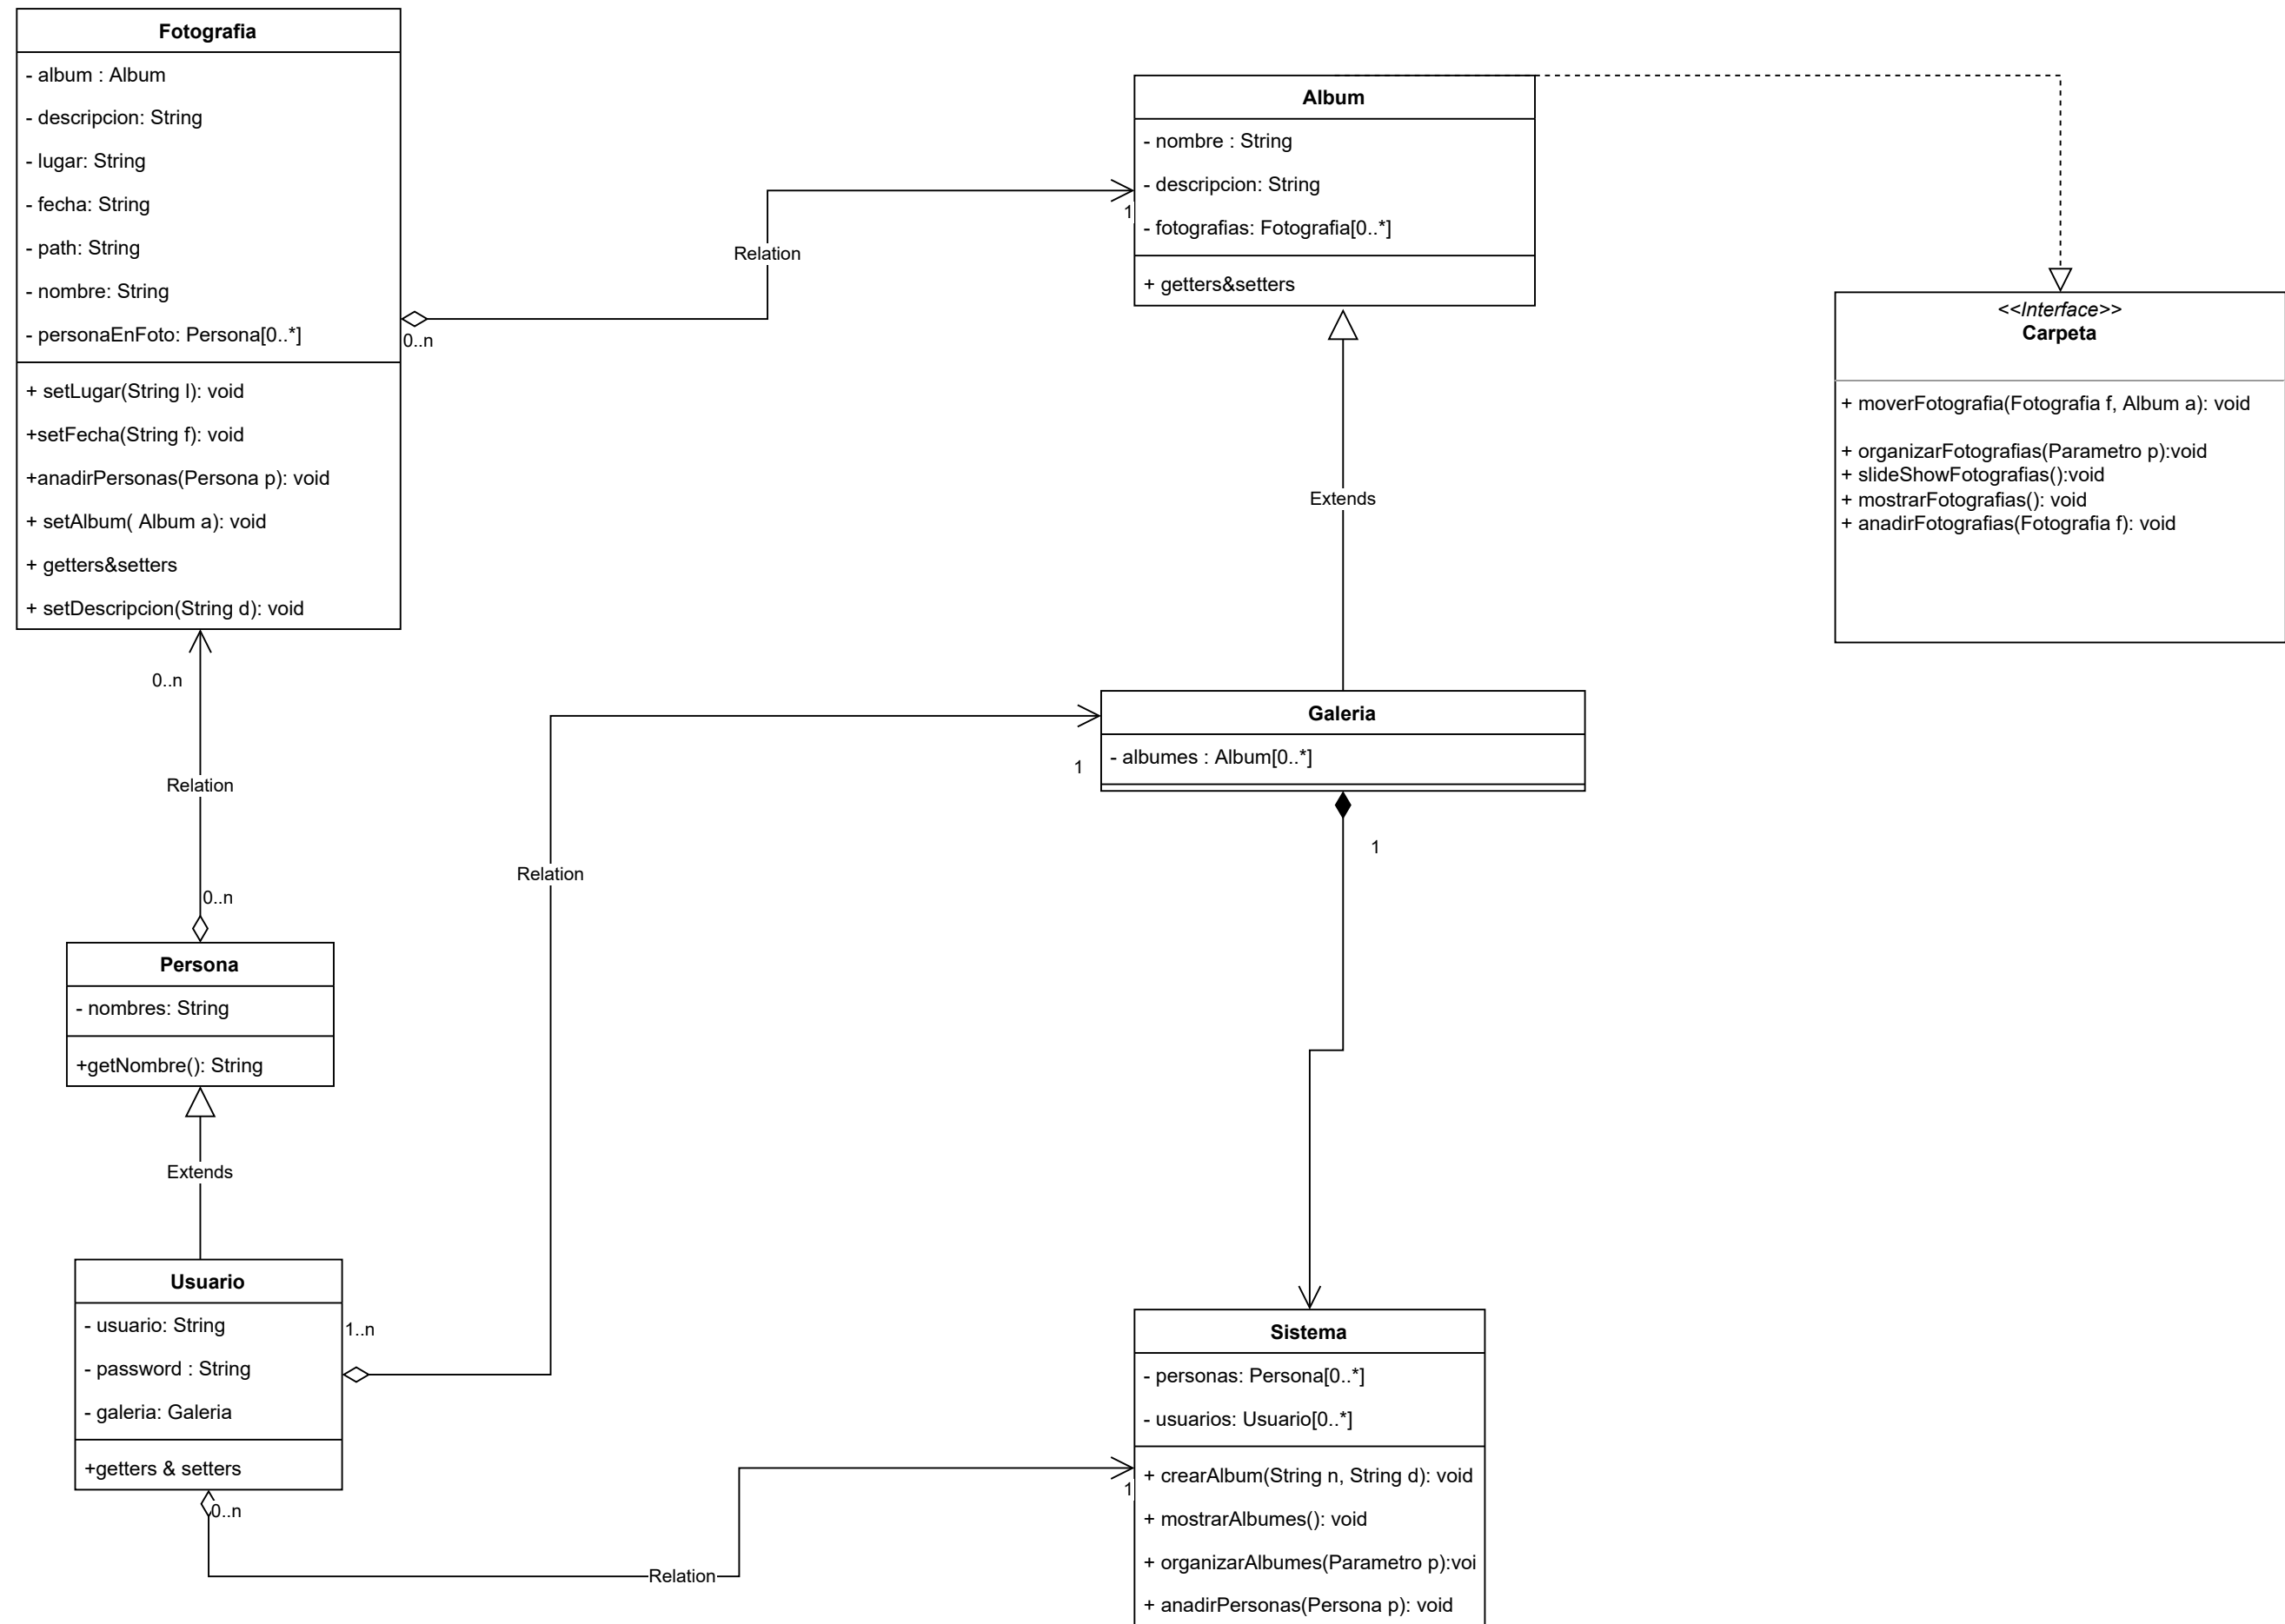 Fotografia
- album : Album
- descripcion: String
- lugar: String
- fecha: String
- path: String
- nombre: String
- personaEnFoto: Persona[0..*]
+ setLugar(String l): void
+setFecha(String f): void
+anadirPersonas(Persona p): void
+ setAlbum( Album a): void
+ getters&setters
+ setDescripcion(String d): void
0..n
Relation
1
Album
- nombre : String
- descripcion: String
- fotografias: Fotografia[0..*]
+ getters&setters
<<Interface>>
Carpeta
+ moverFotografia(Fotografia f, Album a): void
+ organizarFotografias(Parametro p):void
+ slideShowFotografias():void
+ mostrarFotografias(): void
+ anadirFotografias(Fotografia f): void
Extends
0..n
Relation
0..n
Persona
- nombres: String
+getNombre(): String
Extends
Usuario
- usuario: String
- password : String
- galeria: Galeria
+getters & setters
1..n
Relation
1
Galeria
- albumes : Album[0..*]
1
0..n
Relation
1
Sistema
- personas: Persona[0..*]
- usuarios: Usuario[0..*]
+ crearAlbum(String n, String d): void
+ mostrarAlbumes(): void
+ organizarAlbumes(Parametro p):voi
+ anadirPersonas(Persona p): void